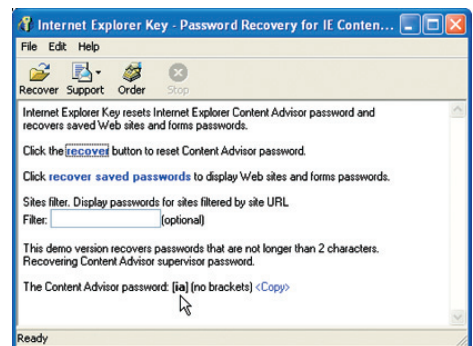 Internet Explorer Key - Password Recovery for IE Conten...
File Edit Help
Recover Support Order Stop
Internet Explorer Key resets Internet Explorer Content Advisor password and
recovers saved Web sites and forms passwords.
Click the recover button to reset Content Advisor password.
Click recover saved passwords to display Web sites and forms passwords.
Sites filter. Display passwords for sites filtered by site URL
Filter: (optional)
This demo version recovers passwords that are not longer than 2 characters.
Recovering Content Advisor supervisor password.
The Content Advisor password: [ia] (no brackets) <Copy>
Ready